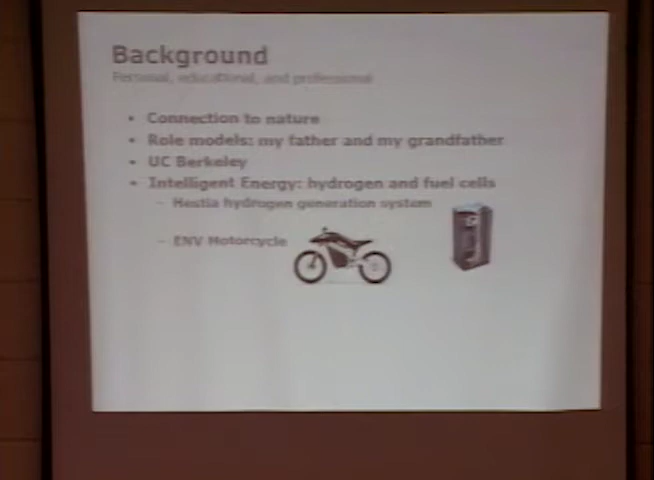 Background
Personal, educational, and professional
• Connection to nature
• Role models: my father and my grandfather
• UC Berkeley
• Intelligent Energy: hydrogen and fuel cells
– Hestia hydrogen generation system
– ENV Motorcycle